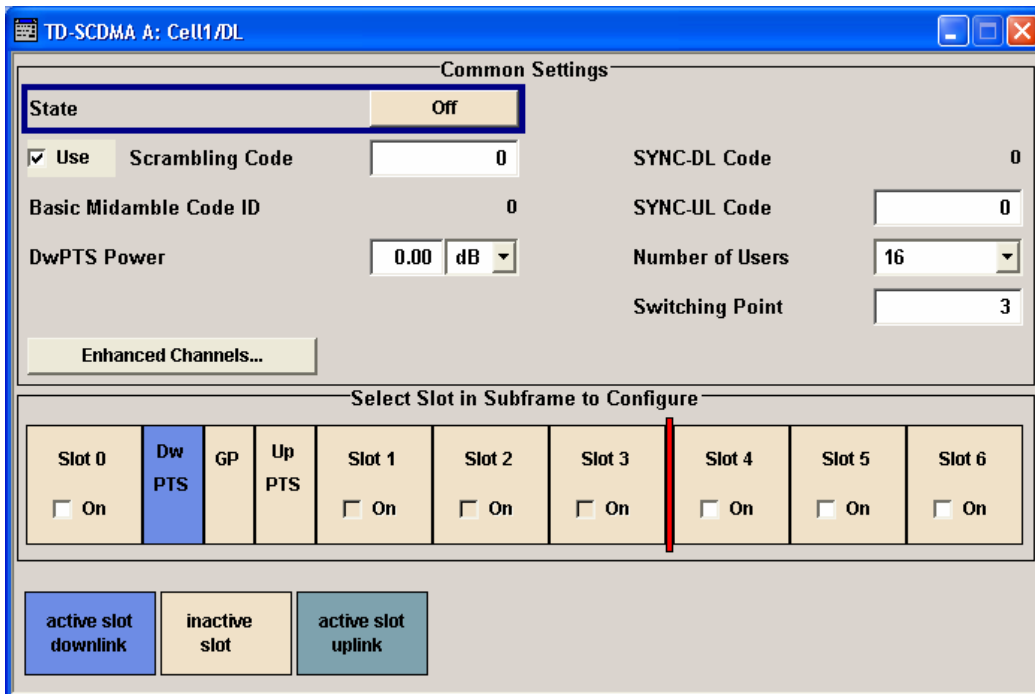 TD-SCDMA A: Cell1/DL
Common Settings
State Off
Use Scrambling Code 0 SYNC-DL Code 0
Basic Midamble Code ID 0 SYNC-UL Code 0
DwPTS Power 0.00 dB Number of Users 16
Switching Point 3
Enhanced Channels...
Select Slot in Subframe to Configure
Slot 0 Dw PTS GP Up PTS Slot 1 Slot 2 Slot 3 Slot 4 Slot 5 Slot 6
On On On On On On On
active slot downlink inactive slot active slot uplink